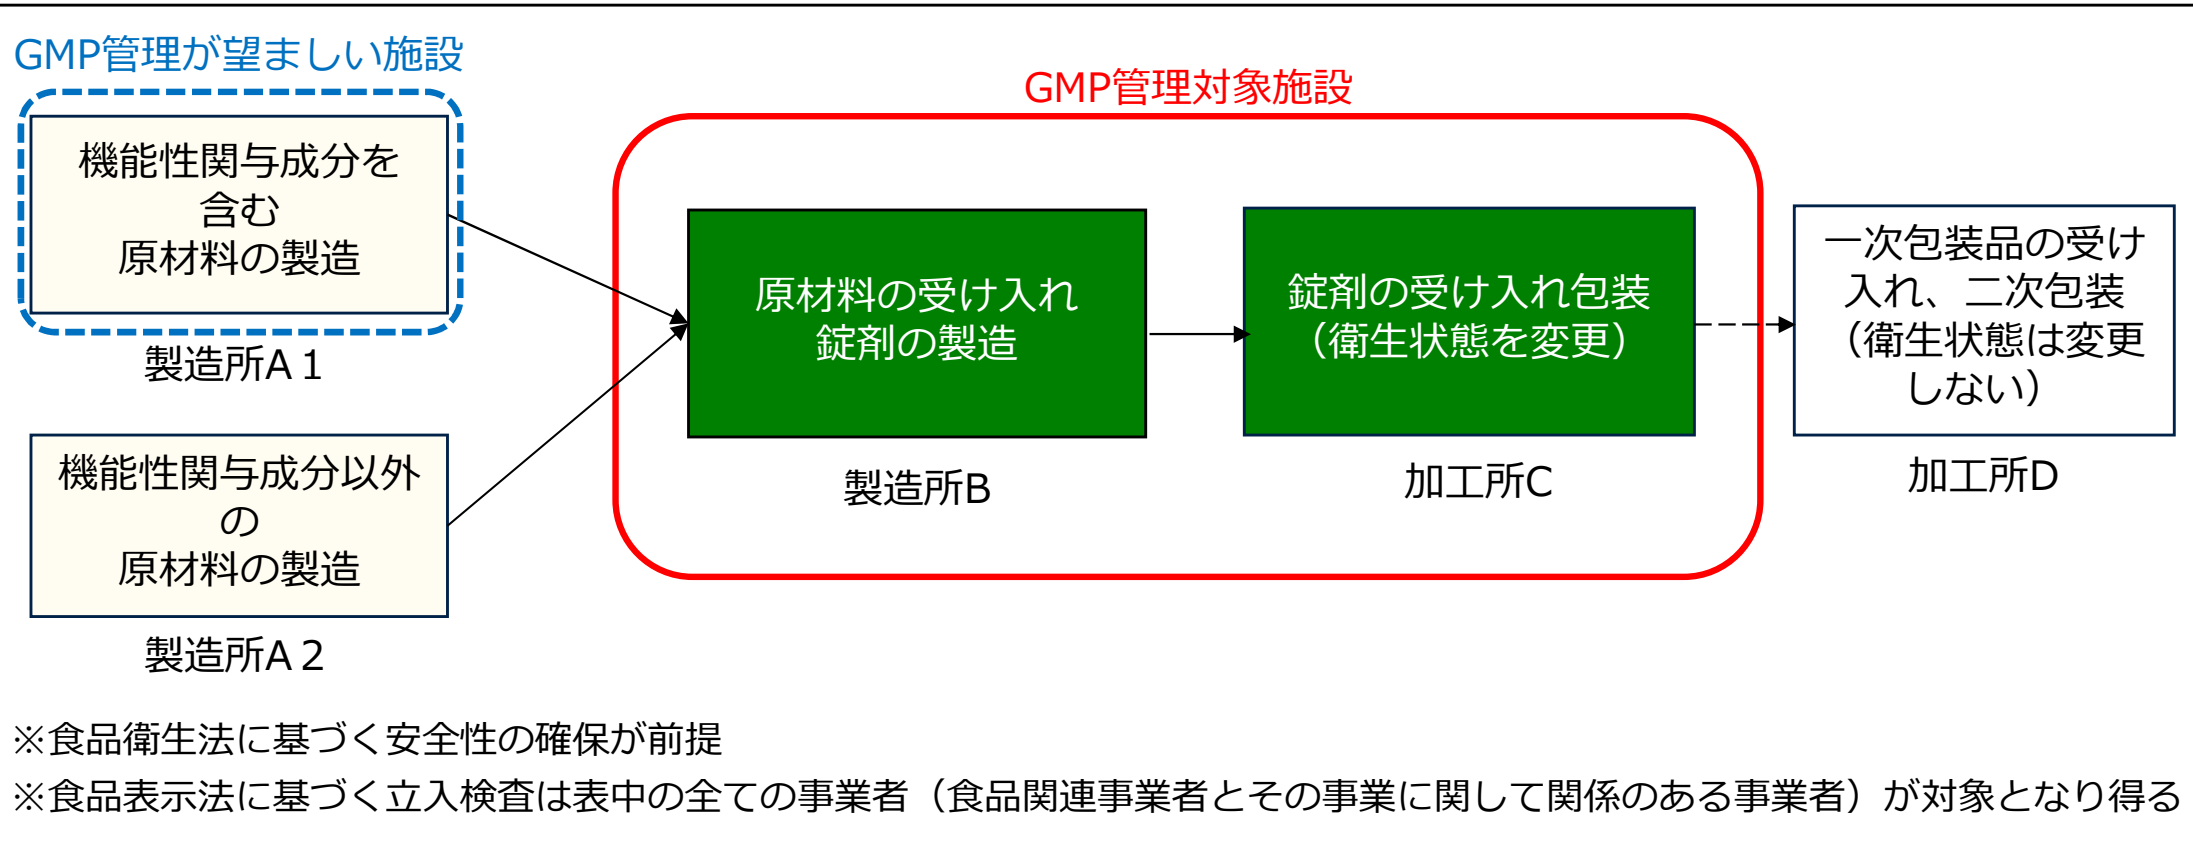 GMP管理が望ましい施設
機能性関与成分を
含む
原材料の製造
製造所A１
機能性関与成分以外
の
原材料の製造
製造所A２
GMP管理対象施設
原材料の受け入れ
錠剤の製造
製造所B
錠剤の受け入れ包装
（衛生状態を変更）
加工所C
一次包装品の受け
入れ、二次包装
（衛生状態は変更
しない）
加工所D
※食品衛生法に基づく安全性の確保が前提
※食品表示法に基づく立入検査は表中の全ての事業者（食品関連事業者とその事業に関して関係のある事業者）が対象となり得る